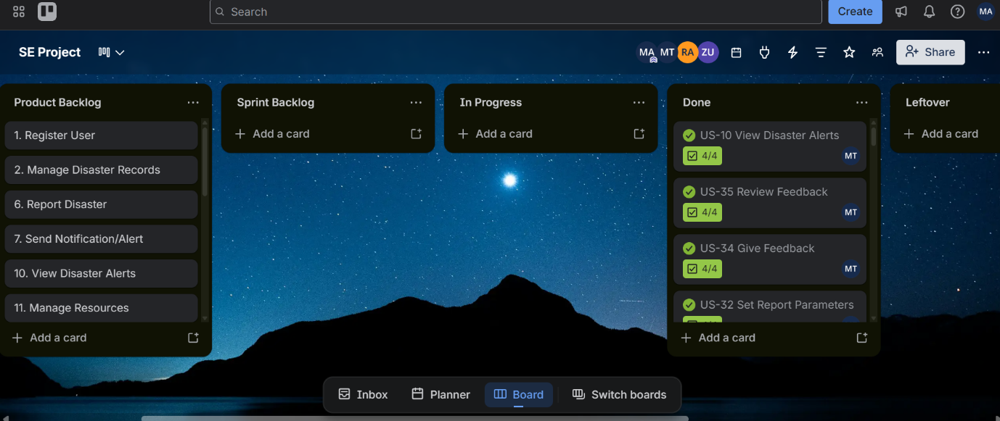 Search
Create
MA
SE Project
MA
MT
RA
ZU
Share
Product Backlog
1. Register User
2. Manage Disaster Records
6. Report Disaster
7. Send Notification/Alert
10. View Disaster Alerts
11. Manage Resources
Add a card
Sprint Backlog
Add a card
In Progress
Add a card
Done
US-10 View Disaster Alerts
4/4
MT
US-35 Review Feedback
4/4
MT
US-34 Give Feedback
4/4
MT
US-32 Set Report Parameters
Add a card
Leftover
Add a card
Inbox
Planner
Board
Switch boards